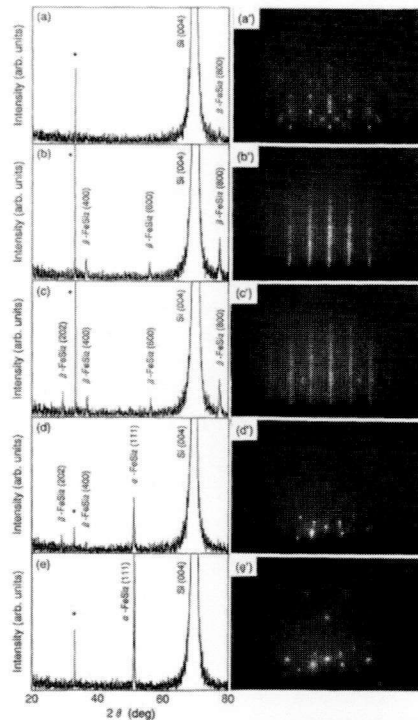 (a)
(a')
Intensity (arb. units)
*
Si (004)
β-FeSi₂ (800)
(b)
(b')
Intensity (arb. units)
*
β-FeSi₂ (400)
β-FeSi₂ (600)
Si (004)
β-FeSi₂ (800)
(c)
(c')
Intensity (arb. units)
*
β-FeSi₂ (202)
β-FeSi₂ (400)
β-FeSi₂ (600)
Si (004)
β-FeSi₂ (800)
(d)
(d')
Intensity (arb. units)
β-FeSi₂ (202)
*
β-FeSi₂ (400)
α-FeSi₂ (111)
Si (004)
(e)
(e')
Intensity (arb. units)
*
α-FeSi₂ (111)
Si (004)
20 30 40 50 60 70 80
2θ (deg)